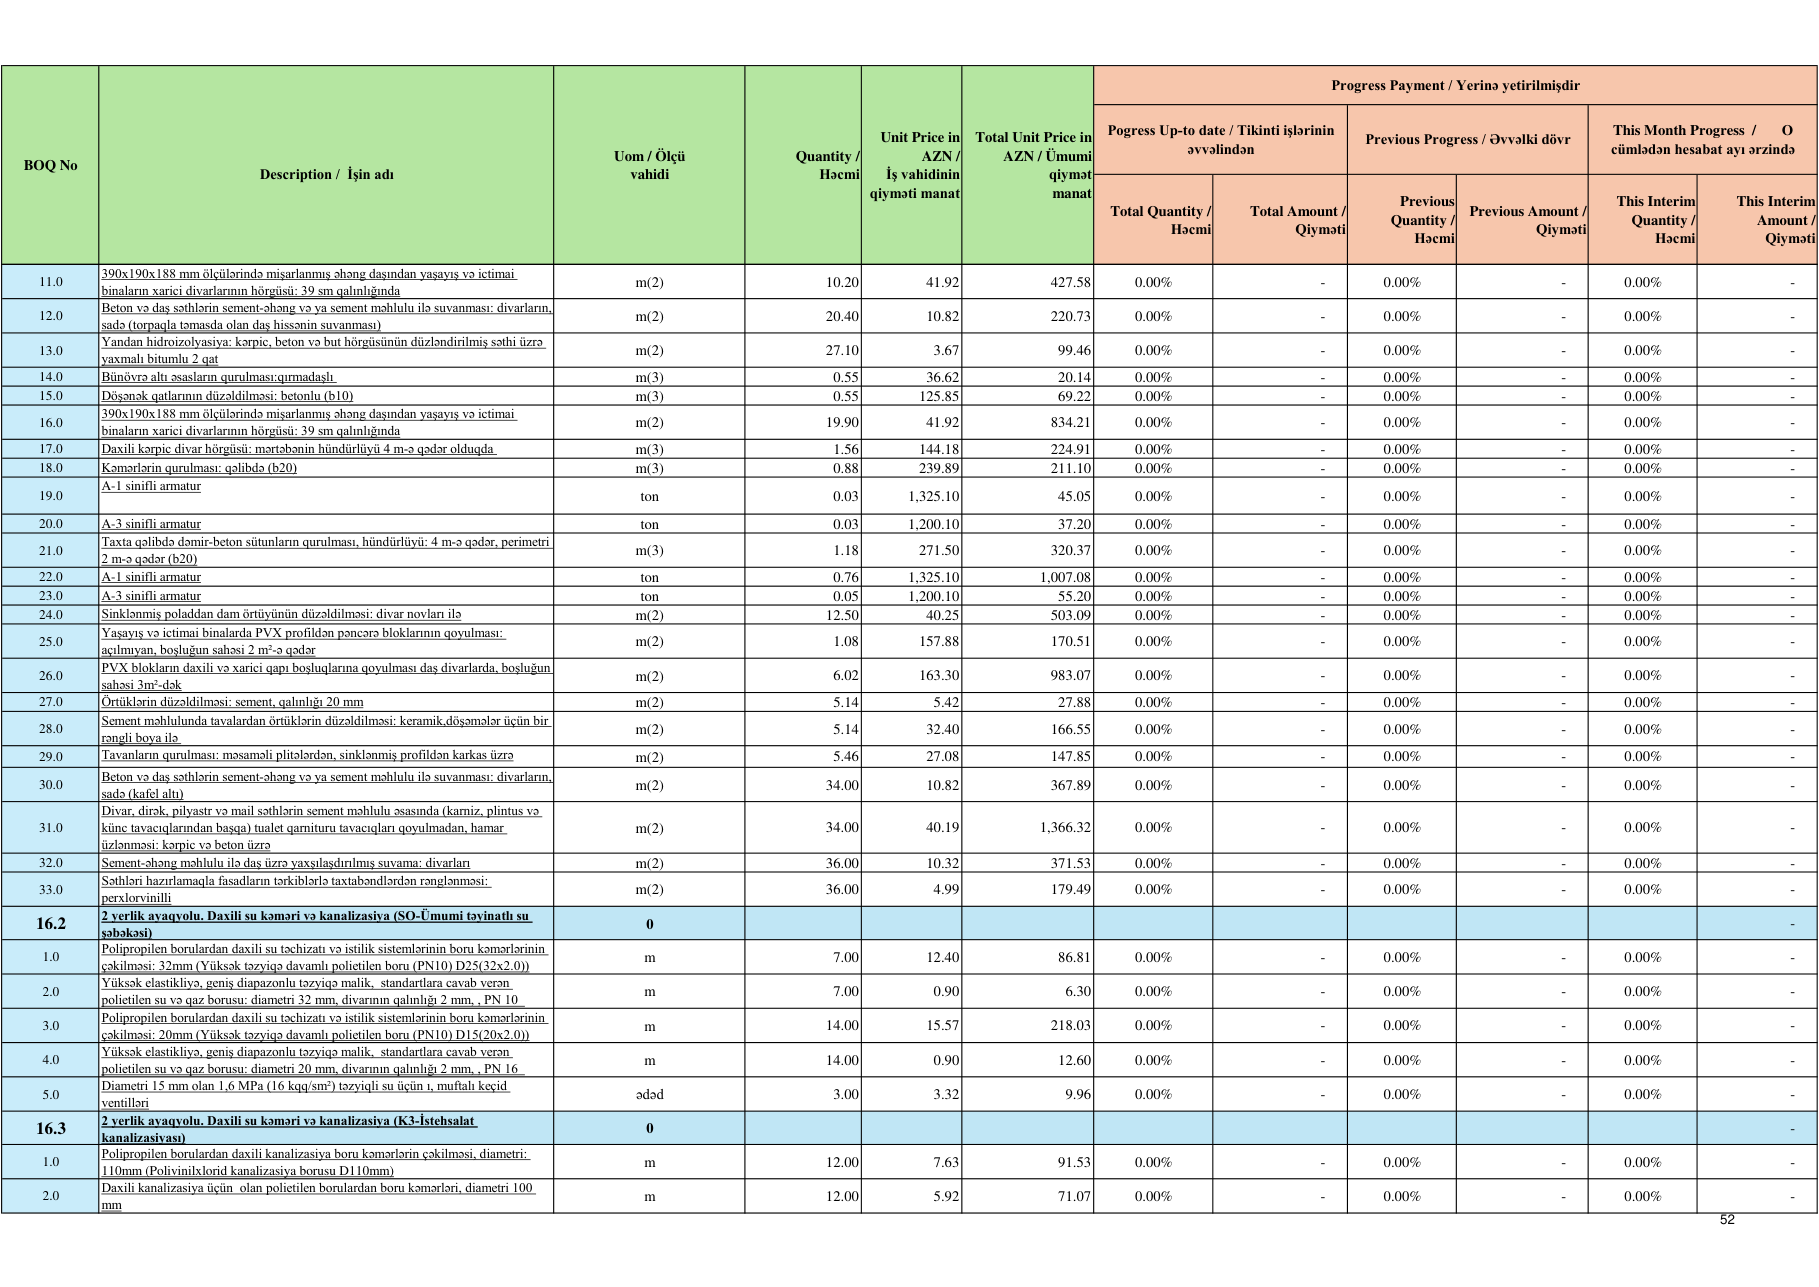 BOQ No
Description /  İşin adı
Uom / Ölçü
vahidi
Quantity /
Həcmi
Unit Price in
AZN /
İş vahidinin
qiyməti manat
Total Unit Price in
AZN / Ümumi
qiymət
manat
Progress Payment / Yerinə yetirilmişdir
Pogress Up-to date / Tikinti işlərinin
əvvəlindən
Previous Progress / Əvvəlki dövr
This Month Progress  /      O
cümlədən hesabat ayı ərzində
Total Quantity /
Həcmi
Total Amount /
Qiyməti
Previous
Quantity /
Həcmi
Previous Amount /
Qiyməti
This Interim
Quantity /
Həcmi
This Interim
Amount /
Qiyməti
11.0 390x190x188 mm ölçülərində mişarlanmış əhəng daşından yaşayış və ictimai
binaların xarici divarlarının hörgüsü: 39 sm qalınlığında m(2) 10.20 41.92 427.58 0.00% - 0.00% - 0.00% -
12.0 Beton və daş səthlərin sement-əhəng və ya sement məhlulu ilə suvanması: divarların,
sadə (torpaqla təmasda olan daş hissənin suvanması) m(2) 20.40 10.82 220.73 0.00% - 0.00% - 0.00% -
13.0 Yandan hidroizolyasiya: kərpic, beton və but hörgüsünün düzləndirilmiş səthi üzrə
yaxmalı bitumlu 2 qat m(2) 27.10 3.67 99.46 0.00% - 0.00% - 0.00% -
14.0 Bünövrə altı əsasların qurulması:qırmadaşlı m(3) 0.55 36.62 20.14 0.00% - 0.00% - 0.00% -
15.0 Döşənək qatlarının düzəldilməsi: betonlu (b10) m(3) 0.55 125.85 69.22 0.00% - 0.00% - 0.00% -
16.0 390x190x188 mm ölçülərində mişarlanmış əhəng daşından yaşayış və ictimai
binaların xarici divarlarının hörgüsü: 39 sm qalınlığında m(2) 19.90 41.92 834.21 0.00% - 0.00% - 0.00% -
17.0 Daxili kərpic divar hörgüsü: mərtəbənin hündürlüyü 4 m-ə qədər olduqda m(3) 1.56 144.18 224.91 0.00% - 0.00% - 0.00% -
18.0 Kəmərlərin qurulması: qəlibdə (b20) m(3) 0.88 239.89 211.10 0.00% - 0.00% - 0.00% -
19.0 A-1 sinifli armatur ton 0.03 1,325.10 45.05 0.00% - 0.00% - 0.00% -
20.0 A-3 sinifli armatur ton 0.03 1,200.10 37.20 0.00% - 0.00% - 0.00% -
21.0 Taxta qəlibdə dəmir-beton sütunların qurulması, hündürlüyü: 4 m-ə qədər, perimetri
2 m-ə qədər (b20) m(3) 1.18 271.50 320.37 0.00% - 0.00% - 0.00% -
22.0 A-1 sinifli armatur ton 0.76 1,325.10 1,007.08 0.00% - 0.00% - 0.00% -
23.0 A-3 sinifli armatur ton 0.05 1,200.10 55.20 0.00% - 0.00% - 0.00% -
24.0 Sinklənmiş poladdan dam örtüyünün düzəldilməsi: divar novları ilə m(2) 12.50 40.25 503.09 0.00% - 0.00% - 0.00% -
25.0 Yaşayış və ictimai binalarda PVX profildən pəncərə bloklarının qoyulması:
açılmıyan, boşluğun sahəsi 2 m²-ə qədər m(2) 1.08 157.88 170.51 0.00% - 0.00% - 0.00% -
26.0 PVX blokların daxili və xarici qapı boşluqlarına qoyulması daş divarlarda, boşluğun
sahəsi 3m²-dək m(2) 6.02 163.30 983.07 0.00% - 0.00% - 0.00% -
27.0 Örtüklərin düzəldilməsi: sement, qalınlığı 20 mm m(2) 5.14 5.42 27.88 0.00% - 0.00% - 0.00% -
28.0 Sement məhlulunda tavalardan örtüklərin düzəldilməsi: keramik,döşəmələr üçün bir
rəngli boya ilə m(2) 5.14 32.40 166.55 0.00% - 0.00% - 0.00% -
29.0 Tavanların qurulması: məsaməli plitələrdən, sinklənmiş profildən karkas üzrə m(2) 5.46 27.08 147.85 0.00% - 0.00% - 0.00% -
30.0 Beton və daş səthlərin sement-əhəng və ya sement məhlulu ilə suvanması: divarların,
sadə (kafel altı) m(2) 34.00 10.82 367.89 0.00% - 0.00% - 0.00% -
31.0 Divar, dirək, pilyastr və mail səthlərin sement məhlulu əsasında (karniz, plintus və
künc tavacıqlarından başqa) tualet qarnituru tavacıqları qoyulmadan, hamar
üzlənməsi: kərpic və beton üzrə m(2) 34.00 40.19 1,366.32 0.00% - 0.00% - 0.00% -
32.0 Sement-əhəng məhlulu ilə daş üzrə yaxşılaşdırılmış suvama: divarları m(2) 36.00 10.32 371.53 0.00% - 0.00% - 0.00% -
33.0 Səthləri hazırlamaqla fasadların tərkiblərlə taxtabəndlərdən rənglənməsi:
perxlorvinilli m(2) 36.00 4.99 179.49 0.00% - 0.00% - 0.00% -
16.2 2 yerlik ayaqyolu. Daxili su kəməri və kanalizasiya (SO-Ümumi təyinatlı su
şəbəkəsi) 0 -
1.0 Polipropilen borulardan daxili su təchizatı və istilik sistemlərinin boru kəmərlərinin
çəkilməsi: 32mm (Yüksək təzyiqə davamlı polietilen boru (PN10) D25(32x2.0)) m 7.00 12.40 86.81 0.00% - 0.00% - 0.00% -
2.0 Yüksək elastikliyə, geniş diapazonlu təzyiqə malik,  standartlara cavab verən
polietilen su və qaz borusu: diametri 32 mm, divarının qalınlığı 2 mm, , PN 10 m 7.00 0.90 6.30 0.00% - 0.00% - 0.00% -
3.0 Polipropilen borulardan daxili su təchizatı və istilik sistemlərinin boru kəmərlərinin
çəkilməsi: 20mm (Yüksək təzyiqə davamlı polietilen boru (PN10) D15(20x2.0)) m 14.00 15.57 218.03 0.00% - 0.00% - 0.00% -
4.0 Yüksək elastikliyə, geniş diapazonlu təzyiqə malik,  standartlara cavab verən
polietilen su və qaz borusu: diametri 20 mm, divarının qalınlığı 2 mm, , PN 16 m 14.00 0.90 12.60 0.00% - 0.00% - 0.00% -
5.0 Diametri 15 mm olan 1,6 MPa (16 kqq/sm²) təzyiqli su üçün ı, muftalı keçid
ventilləri ədəd 3.00 3.32 9.96 0.00% - 0.00% - 0.00% -
16.3 2 yerlik ayaqyolu. Daxili su kəməri və kanalizasiya (K3-İstehsalat
kanalizasiyası) 0 -
1.0 Polipropilen borulardan daxili kanalizasiya boru kəmərlərin çəkilməsi, diametri:
110mm (Polivinilxlorid kanalizasiya borusu D110mm) m 12.00 7.63 91.53 0.00% - 0.00% - 0.00% -
2.0 Daxili kanalizasiya üçün  olan polietilen borulardan boru kəmərləri, diametri 100
mm m 12.00 5.92 71.07 0.00% - 0.00% - 0.00% -
52